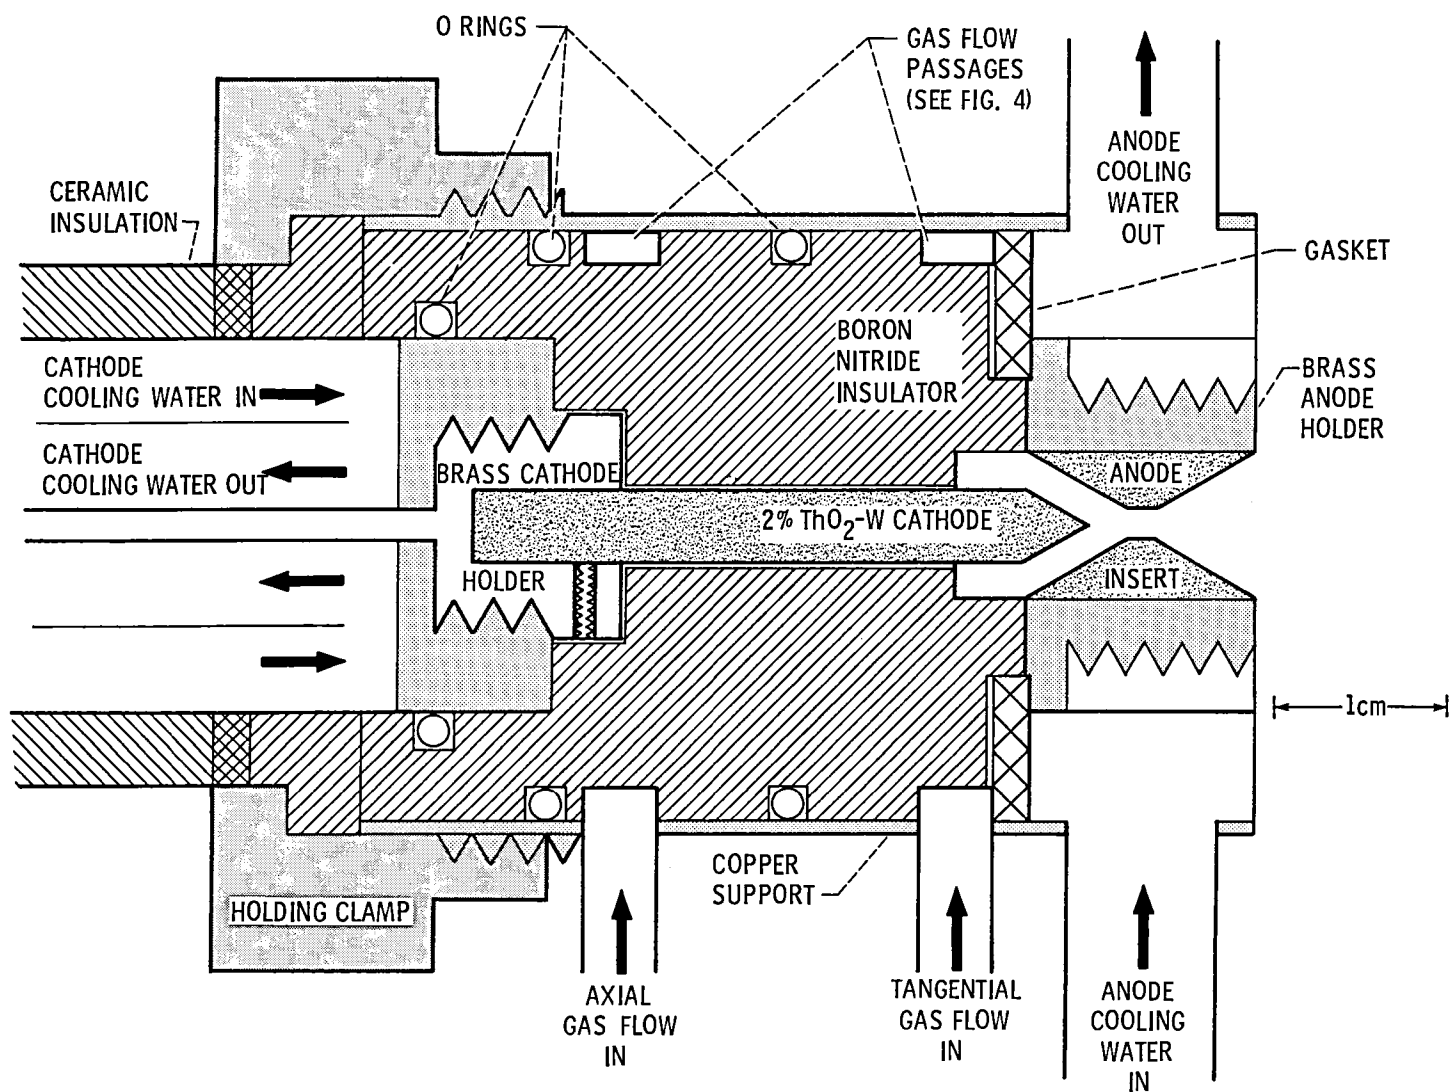 O RINGS
GAS FLOW
PASSAGES
(SEE FIG. 4)
ANODE
COOLING
WATER
OUT
CERAMIC
INSULATION
GASKET
BORON
NITRIDE
INSULATOR
CATHODE
COOLING WATER IN
BRASS
ANODE
HOLDER
CATHODE
COOLING WATER OUT
BRASS CATHODE
ANODE
2% ThO2-W CATHODE
HOLDER
INSERT
1cm
COPPER
SUPPORT
HOLDING CLAMP
AXIAL
GAS FLOW
IN
TANGENTIAL
GAS FLOW
IN
ANODE
COOLING
WATER
IN